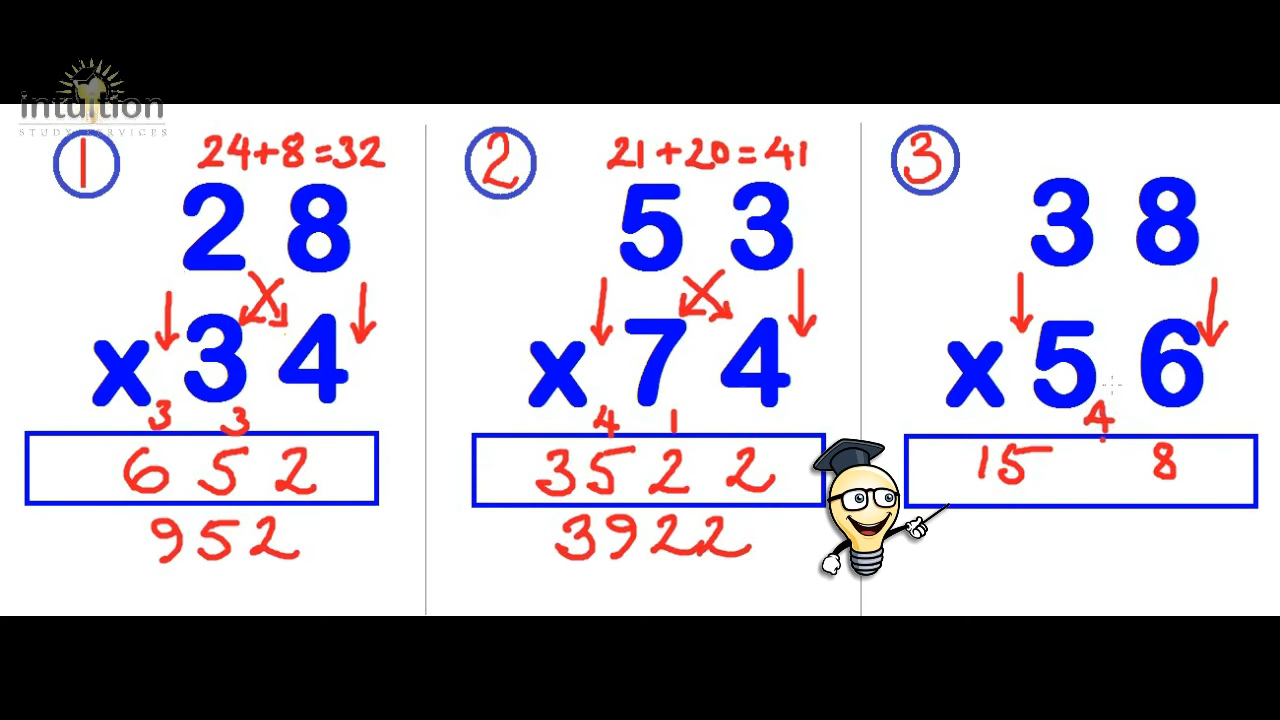 intuition
STUDY SERVICES
1
24+8=32
2 8
x 3 4
3 3
6 5 2
952
2
21+20=41
5 3
x 7 4
4 1
35 2 2
3922
3
3 8
x 5 6
4
15 8